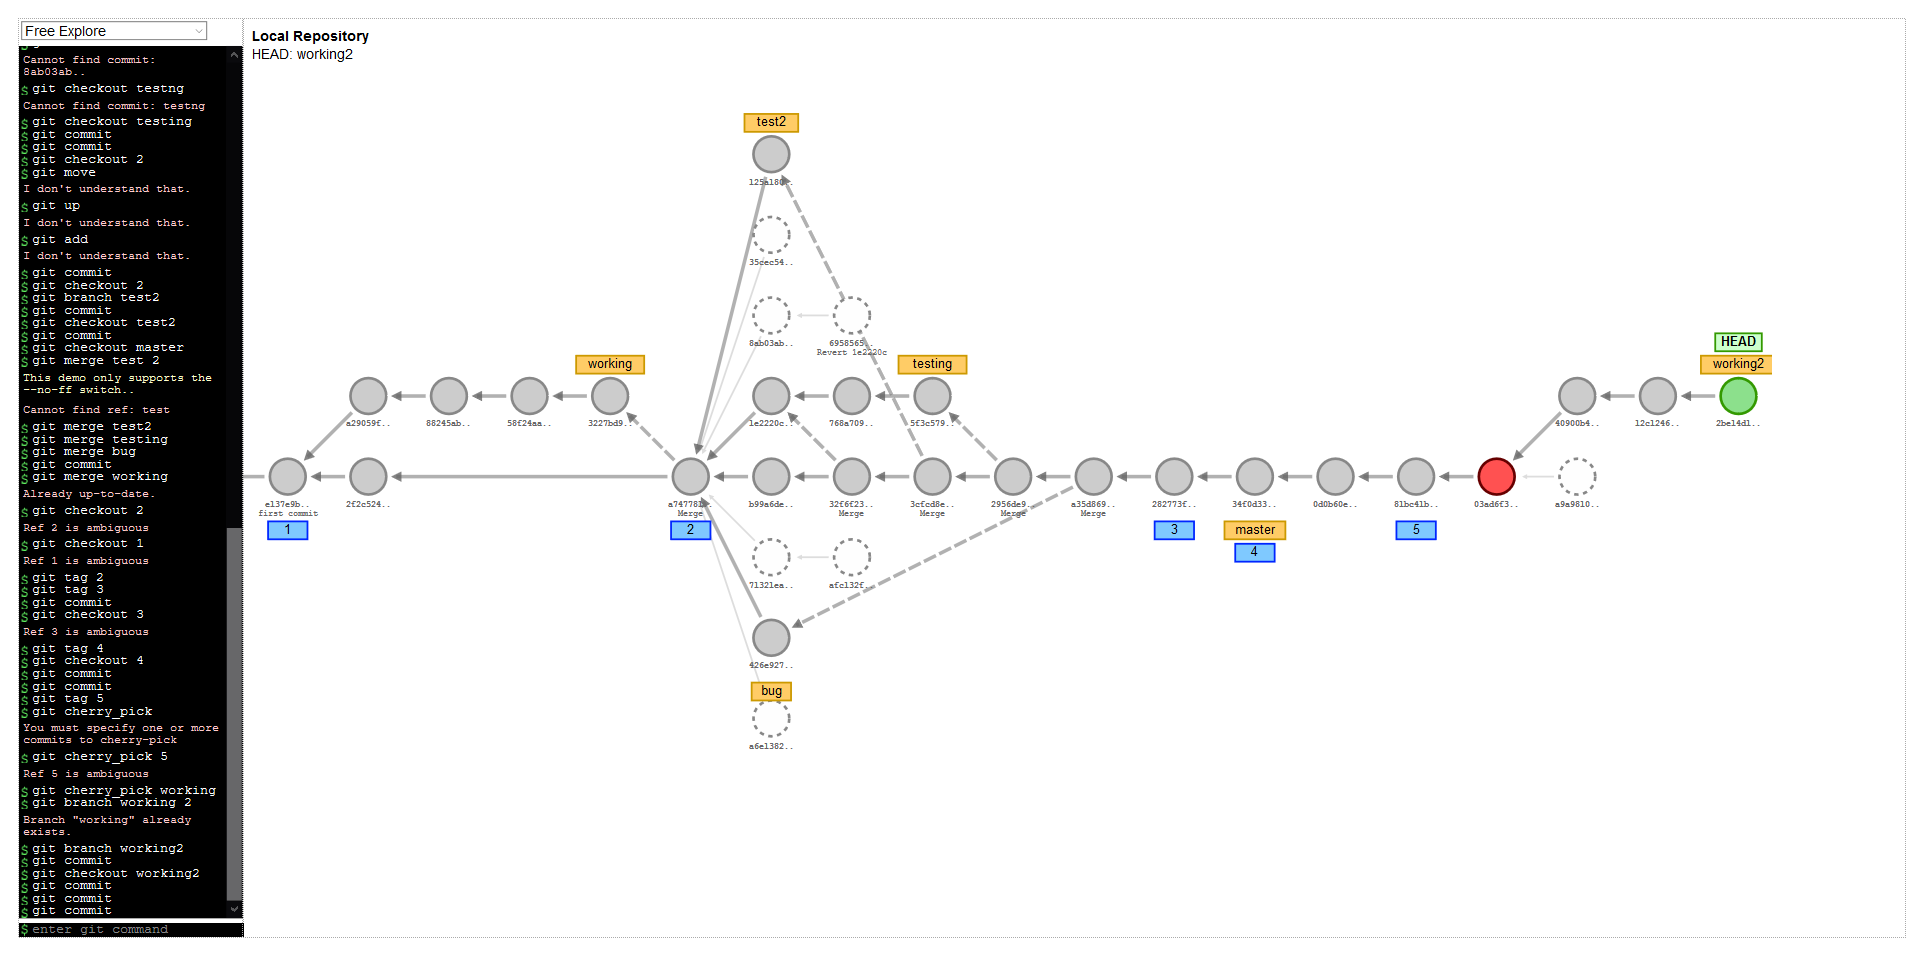 Free Explore
Cannot find commit:
8ab03ab..
$ git checkout testng
Cannot find commit: testng
$ git checkout testing
$ git commit
$ git commit
$ git checkout 2
$ git move
I don't understand that.
$ git up
I don't understand that.
$ git add
I don't understand that.
$ git commit
$ git checkout 2
$ git branch test2
$ git commit
$ git checkout test2
$ git commit
$ git checkout master
$ git merge test 2
This demo only supports the
--no-ff switch..
Cannot find ref: test
$ git merge test2
$ git merge testing
$ git merge bug
$ git commit
$ git merge working
Already up-to-date.
$ git checkout 2
Ref 2 is ambiguous
$ git checkout 1
Ref 1 is ambiguous
$ git tag 2
$ git tag 3
$ git commit
$ git checkout 3
Ref 3 is ambiguous
$ git tag 4
$ git checkout 4
$ git commit
$ git commit
$ git tag 5
$ git cherry_pick
You must specify one or more
commits to cherry-pick
$ git cherry_pick 5
Ref 5 is ambiguous
$ git cherry_pick working
$ git branch working 2
Branch "working" already
exists.
$ git branch working2
$ git commit
$ git checkout working2
$ git commit
$ git commit
$ git commit
$ enter git command
Local Repository
HEAD: working2
test2
125a180..
35cec54..
8ab03ab..
6958565..
Revert 1e2220c
HEAD
working
testing
working2
a29059f..
88245ab..
58f24aa..
3227bd9..
1e2220c..
768a709..
5f3c579..
40900b4..
12c1246..
2be14d1..
e137e9b..
first commit
2f2c524..
a747781..
Merge
b99a6de..
32f6f23..
Merge
3cfcd8e..
Merge
2956de9..
Merge
a35d869..
Merge
282773f..
34f0d33..
0d0b60e..
81bc41b..
03ad6f3..
a9a9810..
1
2
3
master
5
4
71321ea..
afc132f..
426e927..
bug
a6e1382..